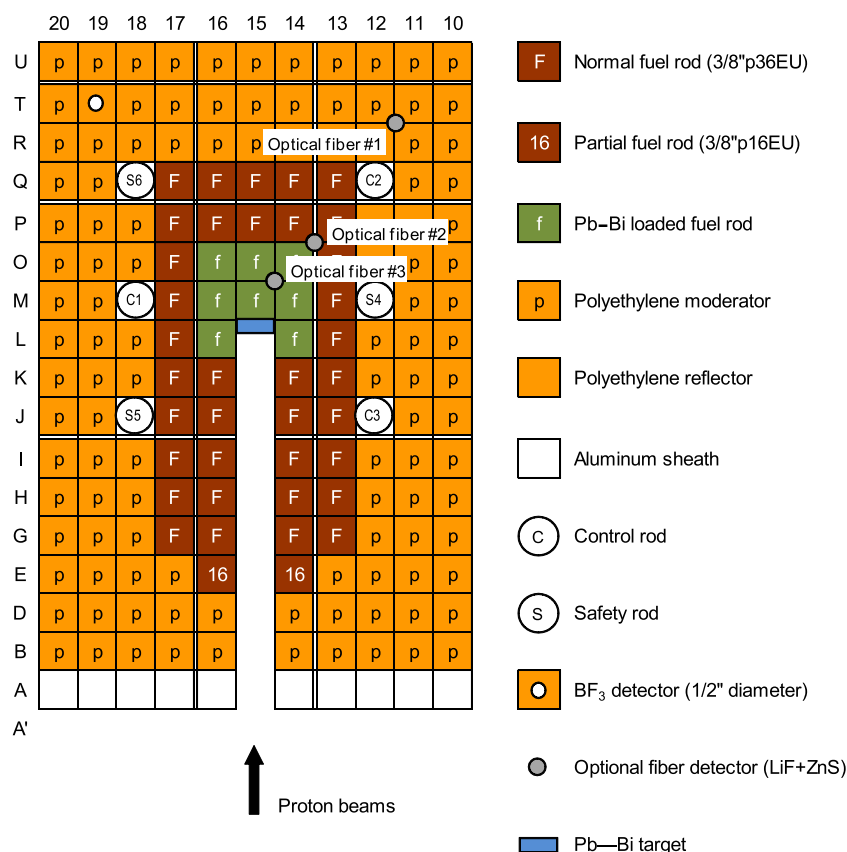 20 19 18 17 16 15 14 13 12 11 10
U p p p p p p p p p p p F Normal fuel rod (3/8"p36EU)
T p p p p p p p p p p
Optical fiber #1
R p p p p p p p p 16 Partial fuel rod (3/8"p16EU)
Q p p S6 F F F F F C2 p p
P p p p F F F F F p f Pb–Bi loaded fuel rod
Optical fiber #2
O p p p F f f f F p p
Optical fiber #3
M p p C1 F f f f F S4 p p p Polyethylene moderator
L p p p F f f F p p p
K p p p F F F F p p p Polyethylene reflector
J p p S5 F F F F C3 p p
I p p p F F F F p p p Aluminum sheath
H p p p F F F F p p p
G p p p F F F F p p p C Control rod
E p p p p 16 16 p p p p
D p p p p p p p p p p S Safety rod
B p p p p p p p p p p
A BF3 detector (1/2" diameter)
A'
Optional fiber detector (LiF+ZnS)
Proton beams
Pb—Bi target